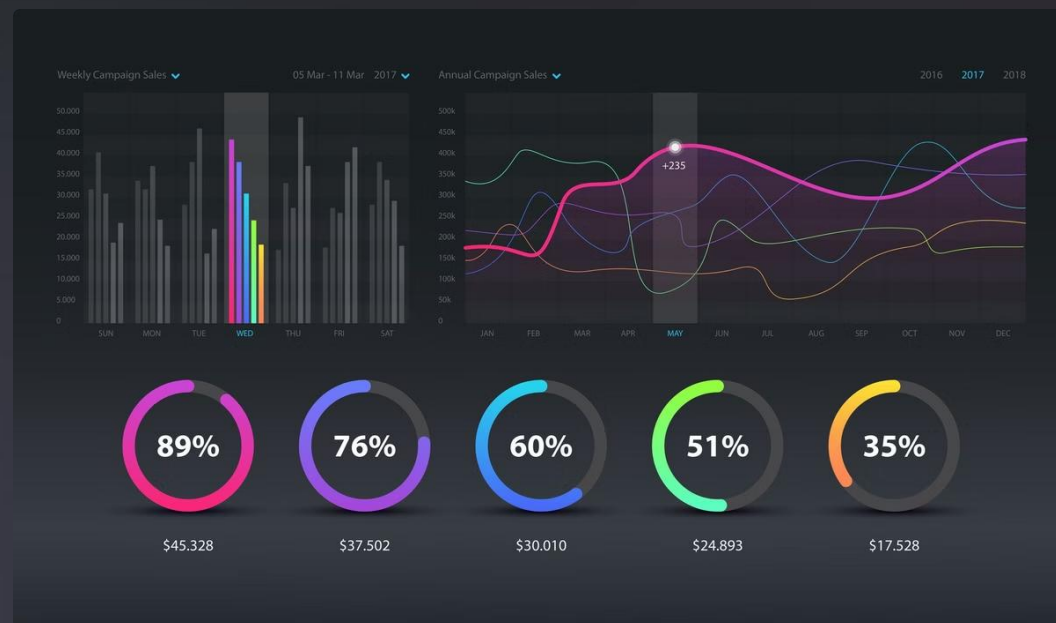 Weekly Campaign Sales 05 Mar - 11 Mar 2017
50.000
45.000
40.000
35.000
30.000
25.000
20.000
15.000
10.000
5.000
0
SUN MON TUE WED THU FRI SAT
Annual Campaign Sales 2016 2017 2018
500k
450k
400k
350k
300k
250k
200k
150k
100k
50k
0
+235
JAN FEB MAR APR MAY JUN JUL AUG SEP OCT NOV DEC
89% 76% 60% 51% 35%
$45.328 $37.502 $30.010 $24.893 $17.528